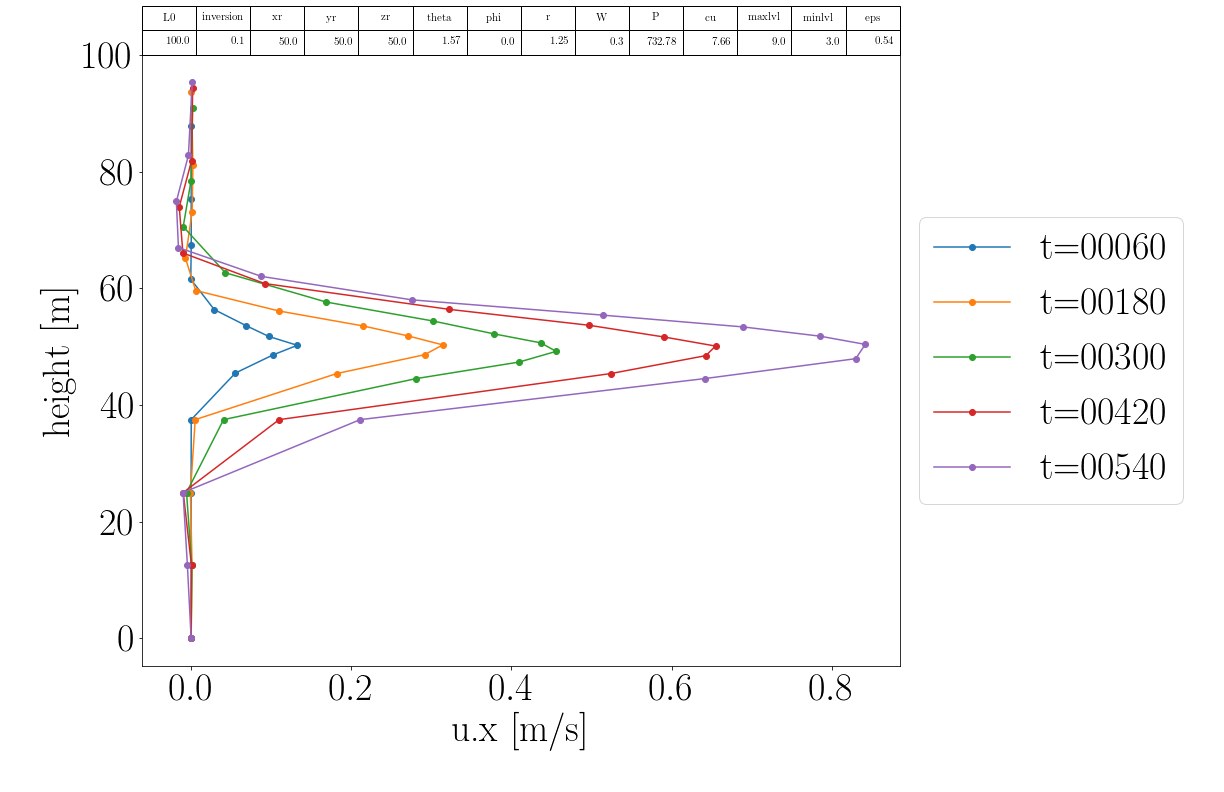 L0 inversion xr yr zr theta phi r W P cu maxlvl minlvl eps
100.0 0.1 50.0 50.0 50.0 1.57 0.0 1.25 0.3 732.78 7.66 9.0 3.0 0.54
100
80
60
40
20
0
height [m]
0.0 0.2 0.4 0.6 0.8
u.x [m/s]
t=00060
t=00180
t=00300
t=00420
t=00540